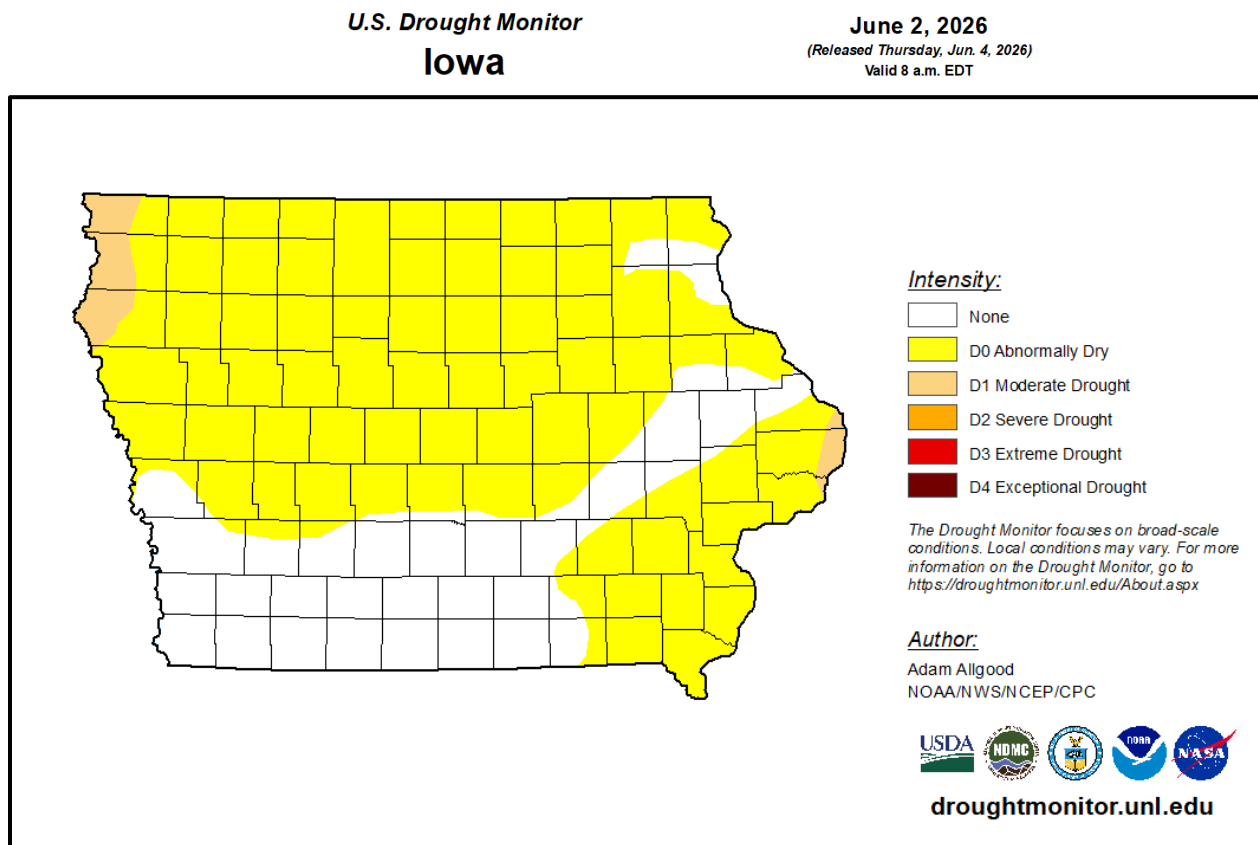 U.S. Drought Monitor
Iowa
June 2, 2026
(Released Thursday, Jun. 4, 2026)
Valid 8 a.m. EDT
Intensity:
None
D0 Abnormally Dry
D1 Moderate Drought
D2 Severe Drought
D3 Extreme Drought
D4 Exceptional Drought
The Drought Monitor focuses on broad-scale
conditions. Local conditions may vary. For more
information on the Drought Monitor, go to
https://droughtmonitor.unl.edu/About.aspx
Author:
Adam Allgood
NOAA/NWS/NCEP/CPC
USDA
NDMC
noaa
NASA
droughtmonitor.unl.edu